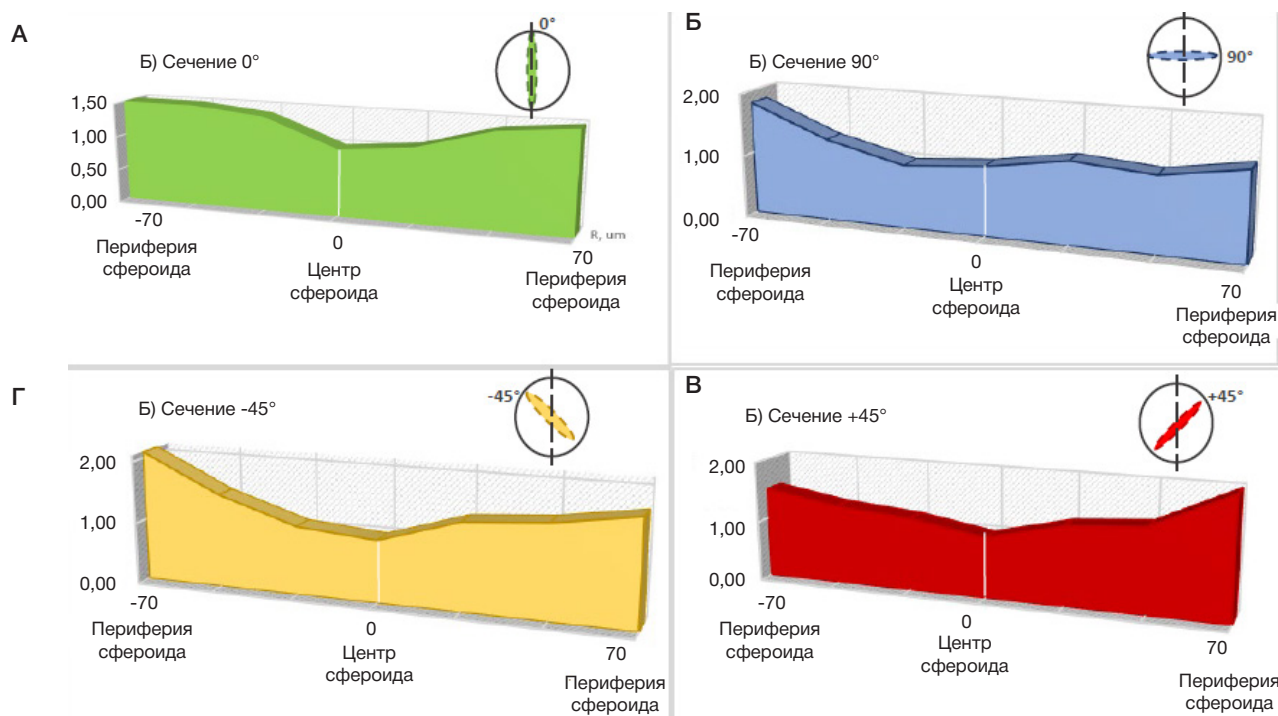 А
Б) Сечение 0°
0°
1,50
1,00
0,50
0,00
-70
Периферия
сфероида
0
Центр
сфероида
R, um
70
Периферия
сфероида
Б
Б) Сечение 90°
90°
2,00
1,00
0,00
-70
Периферия
сфероида
0
Центр
сфероида
70
Периферия
сфероида
Г
Б) Сечение -45°
-45°
2,00
1,00
0,00
-70
Периферия
сфероида
0
Центр
сфероида
70
Периферия
сфероида
В
Б) Сечение +45°
+45°
2,00
1,00
0,00
-70
Периферия
сфероида
0
Центр
сфероида
70
Периферия
сфероида